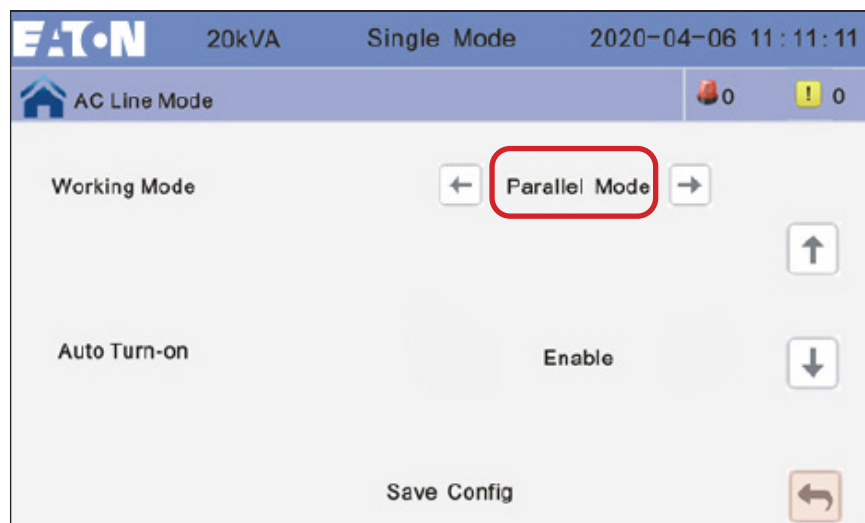 EATON 20kVA Single Mode 2020-04-06 11:11:11
AC Line Mode 0 ! 0
Working Mode ← Parallel Mode →
↑
Auto Turn-on Enable ↓
Save Config